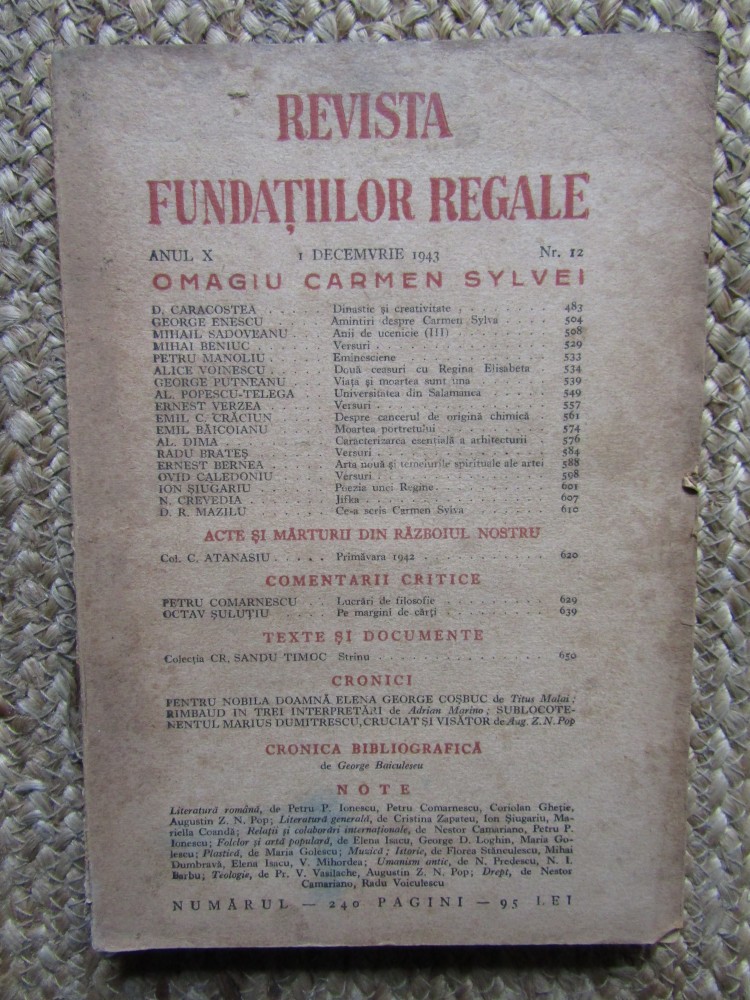 REVISTA
FUNDAȚIILOR REGALE
ANUL X 1 DECEMVRIE 1943 Nr. 12
OMAGIU CARMEN SYLVEI
D. CARACOSTEA . . . . . Dinastie și creativitate . . . . . . 483
GEORGE ENESCU . . . . Amintiri despre Carmen Sylva . . . . 504
MIHAIL SADOVEANU . . . Anii de ucenicie (III) . . . . . . 508
MIHAI BENIUC . . . . . Versuri . . . . . . 529
PETRU MANOLIU . . . . Eminesciene . . . . . . 533
ALICE VOINESCU . . . . Două ceasuri cu Regina Elisabeta 534
GEORGE PUTNEANU . . . Viața și moartea sunt una . . . . 539
AL. POPESCU-TELEGA Universitatea din Salamanca . . . . 549
ERNEST VERZEA . . . . Versuri . . . . . . 557
EMIL C. CRĂCIUN . . . . Despre cancerul de origină chimică . 561
EMIL BĂICOIANU . . . . Moartea portretului . . . . . . 574
AL. DIMA . . . . . . Caracterizarea esențială a arhitecturii . 576
RADU BRATEȘ . . . . . Versuri . . . . . . 584
ERNEST BERNEA . . . . Arta nouă și temeiurile spirituale ale artei 588
OVID CALEDONIU . . . . Versuri . . . . . . 598
ION ȘIUGARIU . . . . . Poezia unei Regine . . . . . . 601
N. CREVEDIA . . . . . Jifka . . . . . . 607
D. R. MAZILU . . . . . Ce-a scris Carmen Sylva . . . . 610
ACTE ȘI MĂRTURII DIN RĂZBOIUL NOSTRU
Col. C. ATANASIU . . . . . Primăvara 1942 . . . . . . 620
COMENTARII CRITICE
PETRU COMARNESCU . . . Lucrări de filosofie . . . . . . 629
OCTAV ȘULUȚIU . . . . Pe margini de cărți . . . . . . 639
TEXTE ȘI DOCUMENTE
Colecția CR. SANDU TIMOC Strinu . . . . . . 650
CRONICI
PENTRU NOBILA DOAMNĂ, ELENA GEORGE COȘBUC de Titus Malai;
RIMBAUD IN TREI INTERPRETĂRI de Adrian Marino; SUBLOCOTE-
NENTUL MARIUS DUMITRESCU, CRUCIAT ȘI VISĂTOR de Aug. Z. N. Pop
CRONICA BIBLIOGRAFICĂ
de George Baiculescu
NOTE
Literatură română, de Petru P. Ionescu, Petru Comarnescu, Coriolan Ghețle,
Augustin Z. N. Pop; Literatură generală, de Cristina Zapateu, Ion Șiugariu, Ma-
riella Coandă; Relații și colaborări internaționale, de Nestor Camariano, Petru P.
Ionescu; Folclor și artă populară, de Elena Isacu, George D. Loghin, Maria Go-
lescu; Plastică, de Maria Golescu; Muzică; Istorie, de Florea Stănculescu, Mihai
Dumbravă, Elena Isacu, V. Mihordea; Umanism antic, de N. Predescu, N. I.
Barbu; Teologie, de Pr. V. Vasilache, Augustin Z. N. Pop; Drept, de Nestor
Camariano, Radu Voiculescu
NUMĂRUL — 240 PAGINI — 95 LEI